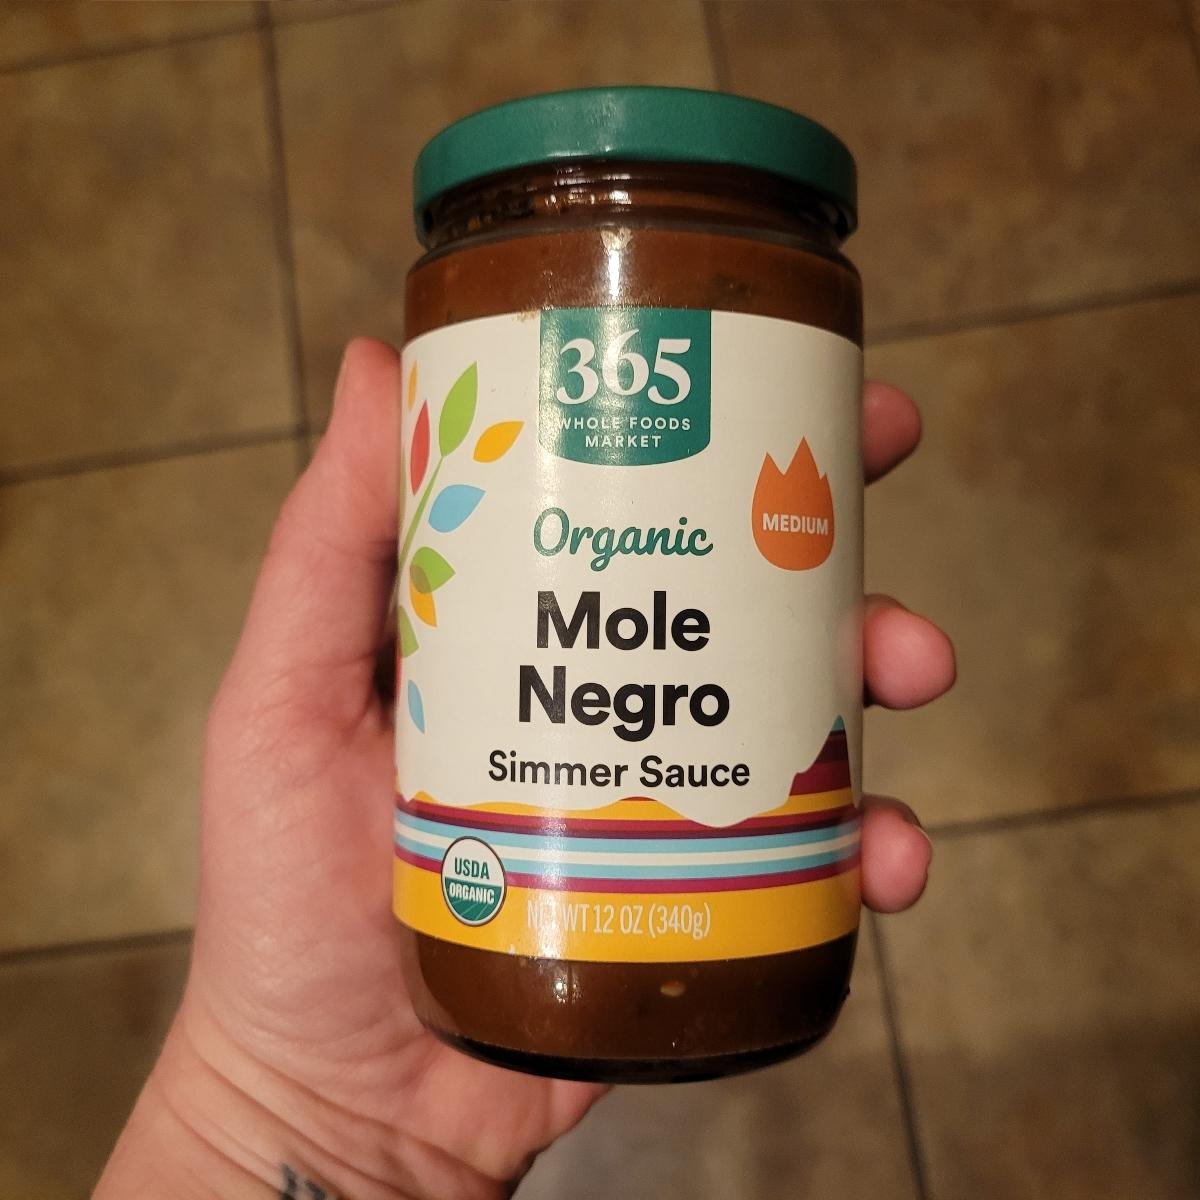 365
WHOLE FOODS
MARKET
Organic
MEDIUM
Mole
Negro
Simmer Sauce
USDA
ORGANIC
NET WT 12 OZ (340g)